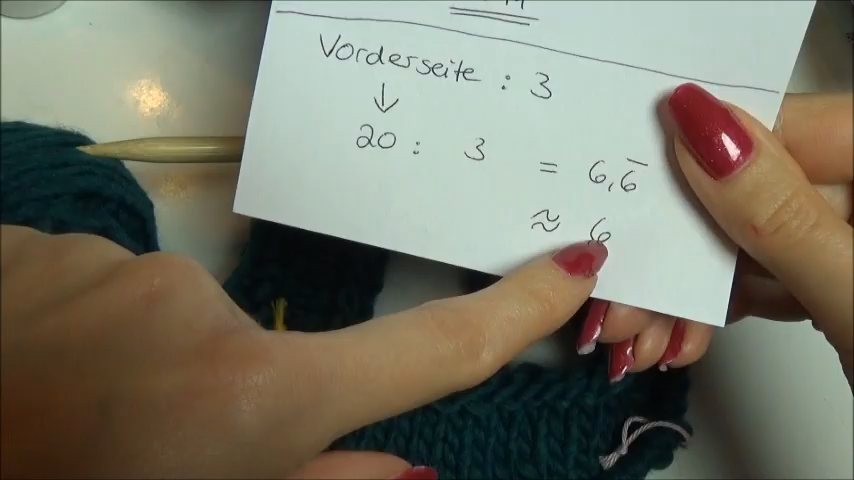 Vorderseite : 3
↓
20 : 3 = 6,6̅
≈ 6